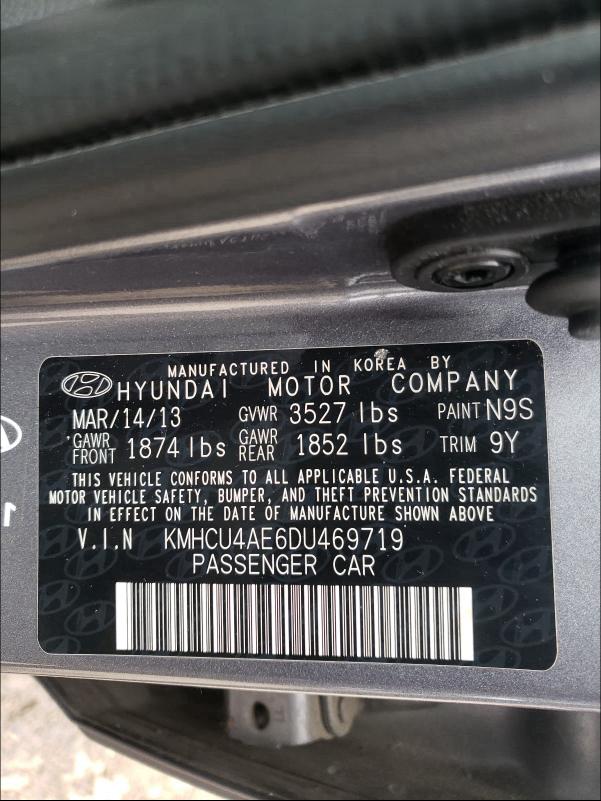 MANUFACTURED IN KOREA BY
HYUNDAI MOTOR COMPANY
MAR/14/13 GVWR 3527 lbs PAINT N9S
GAWR FRONT 1874 lbs GAWR REAR 1852 lbs TRIM 9Y
THIS VEHICLE CONFORMS TO ALL APPLICABLE U.S.A. FEDERAL
MOTOR VEHICLE SAFETY, BUMPER, AND THEFT PREVENTION STANDARDS
IN EFFECT ON THE DATE OF MANUFACTURE SHOWN ABOVE
V.I.N KMHCU4AE6DU469719
PASSENGER CAR